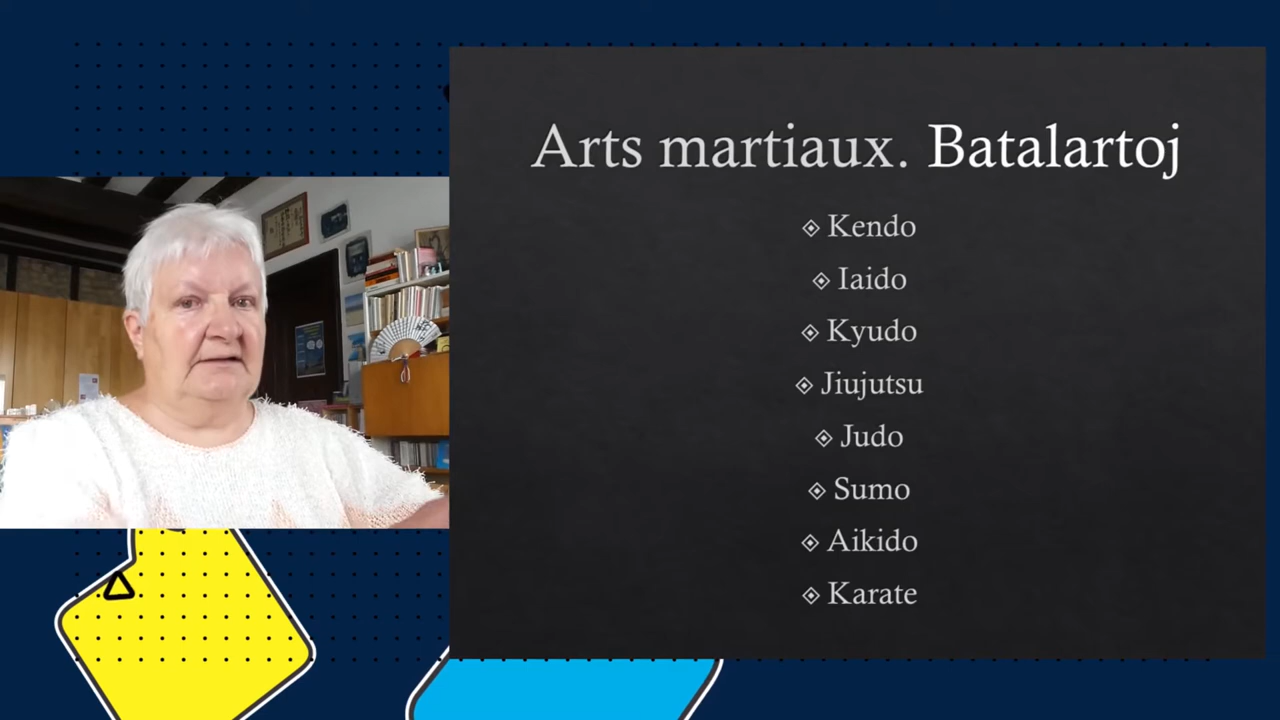 Arts martiaux. Batalartoj
Kendo
Iaido
Kyudo
Jiujutsu
Judo
Sumo
Aikido
Karate